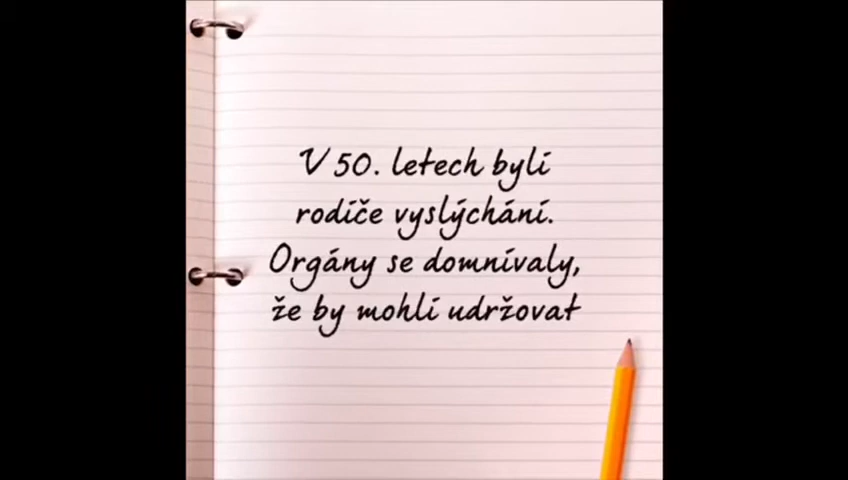 V 50. letech byli
rodiče vyslýcháni.
Orgány se domnívaly,
že by mohli udržovat